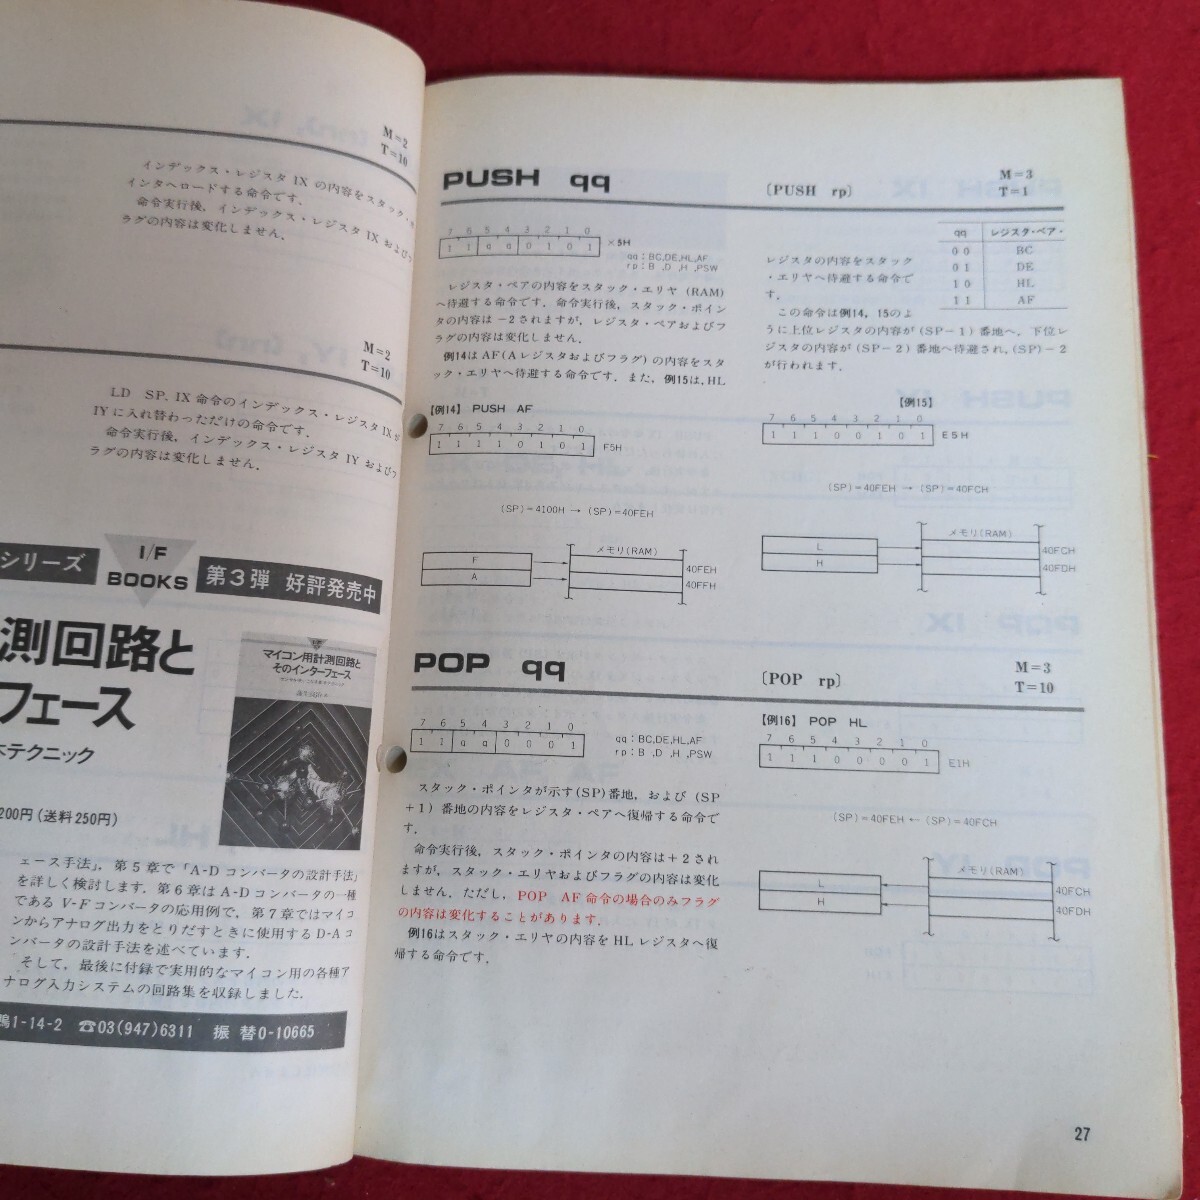 M=2
T=10
インデックス・レジスタ IX の内容をスタック・ポ
インタへロードする命令です.
命令実行後, インデックス・レジスタ IX およびフ
ラグの内容は変化しません.
M=2
T=10
LD SP, IX 命令のインデックス・レジスタ IX が
IY に入れ替わっただけの命令です.
命令実行後, インデックス・レジスタ IY およびフ
ラグの内容は変化しません.
シリーズ
I/F
BOOKS
第3弾 好評発売中
測回路と
フェース
本テクニック
マイコン用計測回路と
そのインターフェース
200円(送料250円)
ェース手法」, 第5章で「A-D コンバータの設計手法」
を詳しく検討します. 第6章は A-D コンバータの一種
である V-F コンバータの応用例で, 第7章ではマイコ
ンからアナログ出力をとりだすときに使用する D-A コ
ンバータの設計手法を述べています.
そして, 最後に付録で実用的なマイコン用の各種ア
ナログ入力システムの回路集を収録しました.
鴨1-14-2 ☎03(947)6311 振替0-10665
PUSH qq
〔PUSH rp〕
M=3
T=1
7 6 5 4 3 2 1 0
1 1 q q 0 1 0 1
×5H
qq:BC,DE,HL,AF
rp:B ,D ,H ,PSW
レジスタ・ペアの内容をスタック・エリヤ (RAM)
へ待避する命令です. 命令実行後, スタック・ポイン
タの内容は −2されますが, レジスタ・ペアおよびフ
ラグの内容は変化しません.
例14は AF(A レジスタおよびフラグ) の内容をスタ
ック・エリヤへ待避する命令です. また, 例15は, HL
レジスタの内容をスタック
・エリヤへ待避する命令で
す.
この命令は例14, 15のよ
うに上位レジスタの内容が (SP−1) 番地へ, 下位レ
ジスタの内容が (SP−2) 番地へ待避され, (SP)−2
が行われます.
qq レジスタ・ペア・
0 0 BC
0 1 DE
1 0 HL
1 1 AF
【例14】 PUSH AF
7 6 5 4 3 2 1 0
1 1 1 1 0 1 0 1
F5H
(SP)=4100H → (SP)=40FEH
F
A
メモリ(RAM)
40FEH
40FFH
【例15】
7 6 5 4 3 2 1 0
1 1 1 0 0 1 0 1
E5H
(SP)=40FEH → (SP)=40FCH
L
H
メモリ(RAM)
40FCH
40FDH
POP qq
〔POP rp〕
M=3
T=10
7 6 5 4 3 2 1 0
1 1 q q 0 0 0 1
qq:BC,DE,HL,AF
rp:B ,D ,H ,PSW
スタック・ポインタが示す(SP)番地, および (SP
+1) 番地の内容をレジスタ・ペアへ復帰する命令で
す.
命令実行後, スタック・ポインタの内容は+2され
ますが, スタック・エリヤおよびフラグの内容は変化
しません. ただし, POP AF 命令の場合のみフラグ
の内容は変化することがあります.
例16はスタック・エリヤの内容を HL レジスタへ復
帰する命令です.
【例16】 POP HL
7 6 5 4 3 2 1 0
1 1 1 0 0 0 0 1
E1H
(SP)=40FEH ← (SP)=40FCH
L
H
メモリ(RAM)
40FCH
40FDH
27